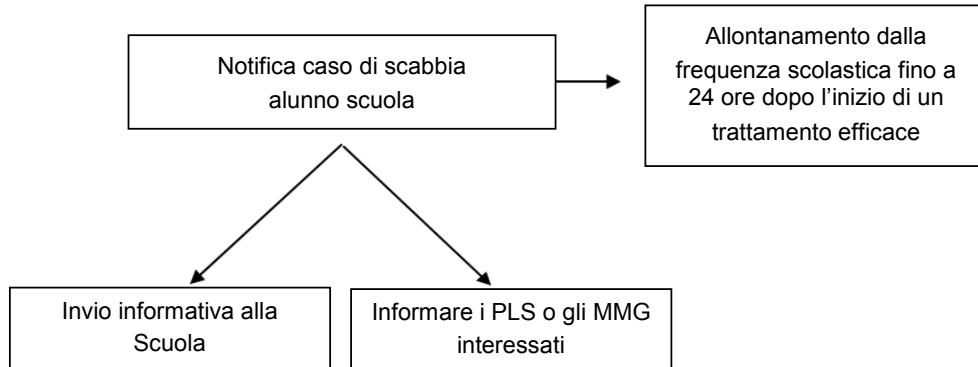 Notifica caso di scabbia
alunno scuola
Allontanamento dalla
frequenza scolastica fino a
24 ore dopo l’inizio di un
trattamento efficace
Invio informativa alla
Scuola
Informare i PLS o gli MMG
interessati